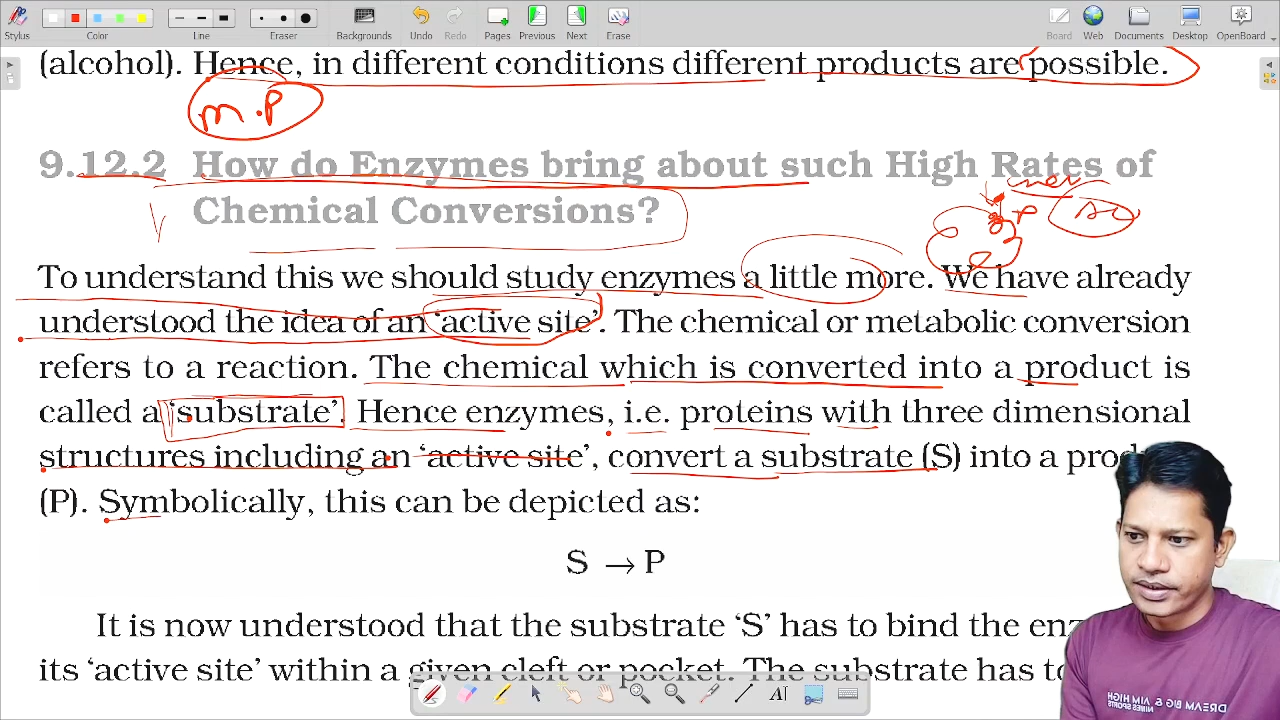 Stylus
Color
Line
Eraser
Backgrounds
Undo
Redo
Pages
Previous
Next
Erase
Board
Web
Documents
Desktop
OpenBoard
(alcohol). Hence, in different conditions different products are possible.
m.P
9.12.2 How do Enzymes bring about such High Rates of
Chemical Conversions?
To understand this we should study enzymes a little more. We have already
understood the idea of an ‘active site’. The chemical or metabolic conversion
refers to a reaction. The chemical which is converted into a product is
called a ‘substrate’. Hence enzymes, i.e. proteins with three dimensional
structures including an ‘active site’, convert a substrate (S) into a
(P). Symbolically, this can be depicted as:
S → P
It is now understood that the substrate ‘S’ has to bind the
its ‘active site’ within a given cleft or pocket. The substrate has
DREAM BIG & AIM HIGH